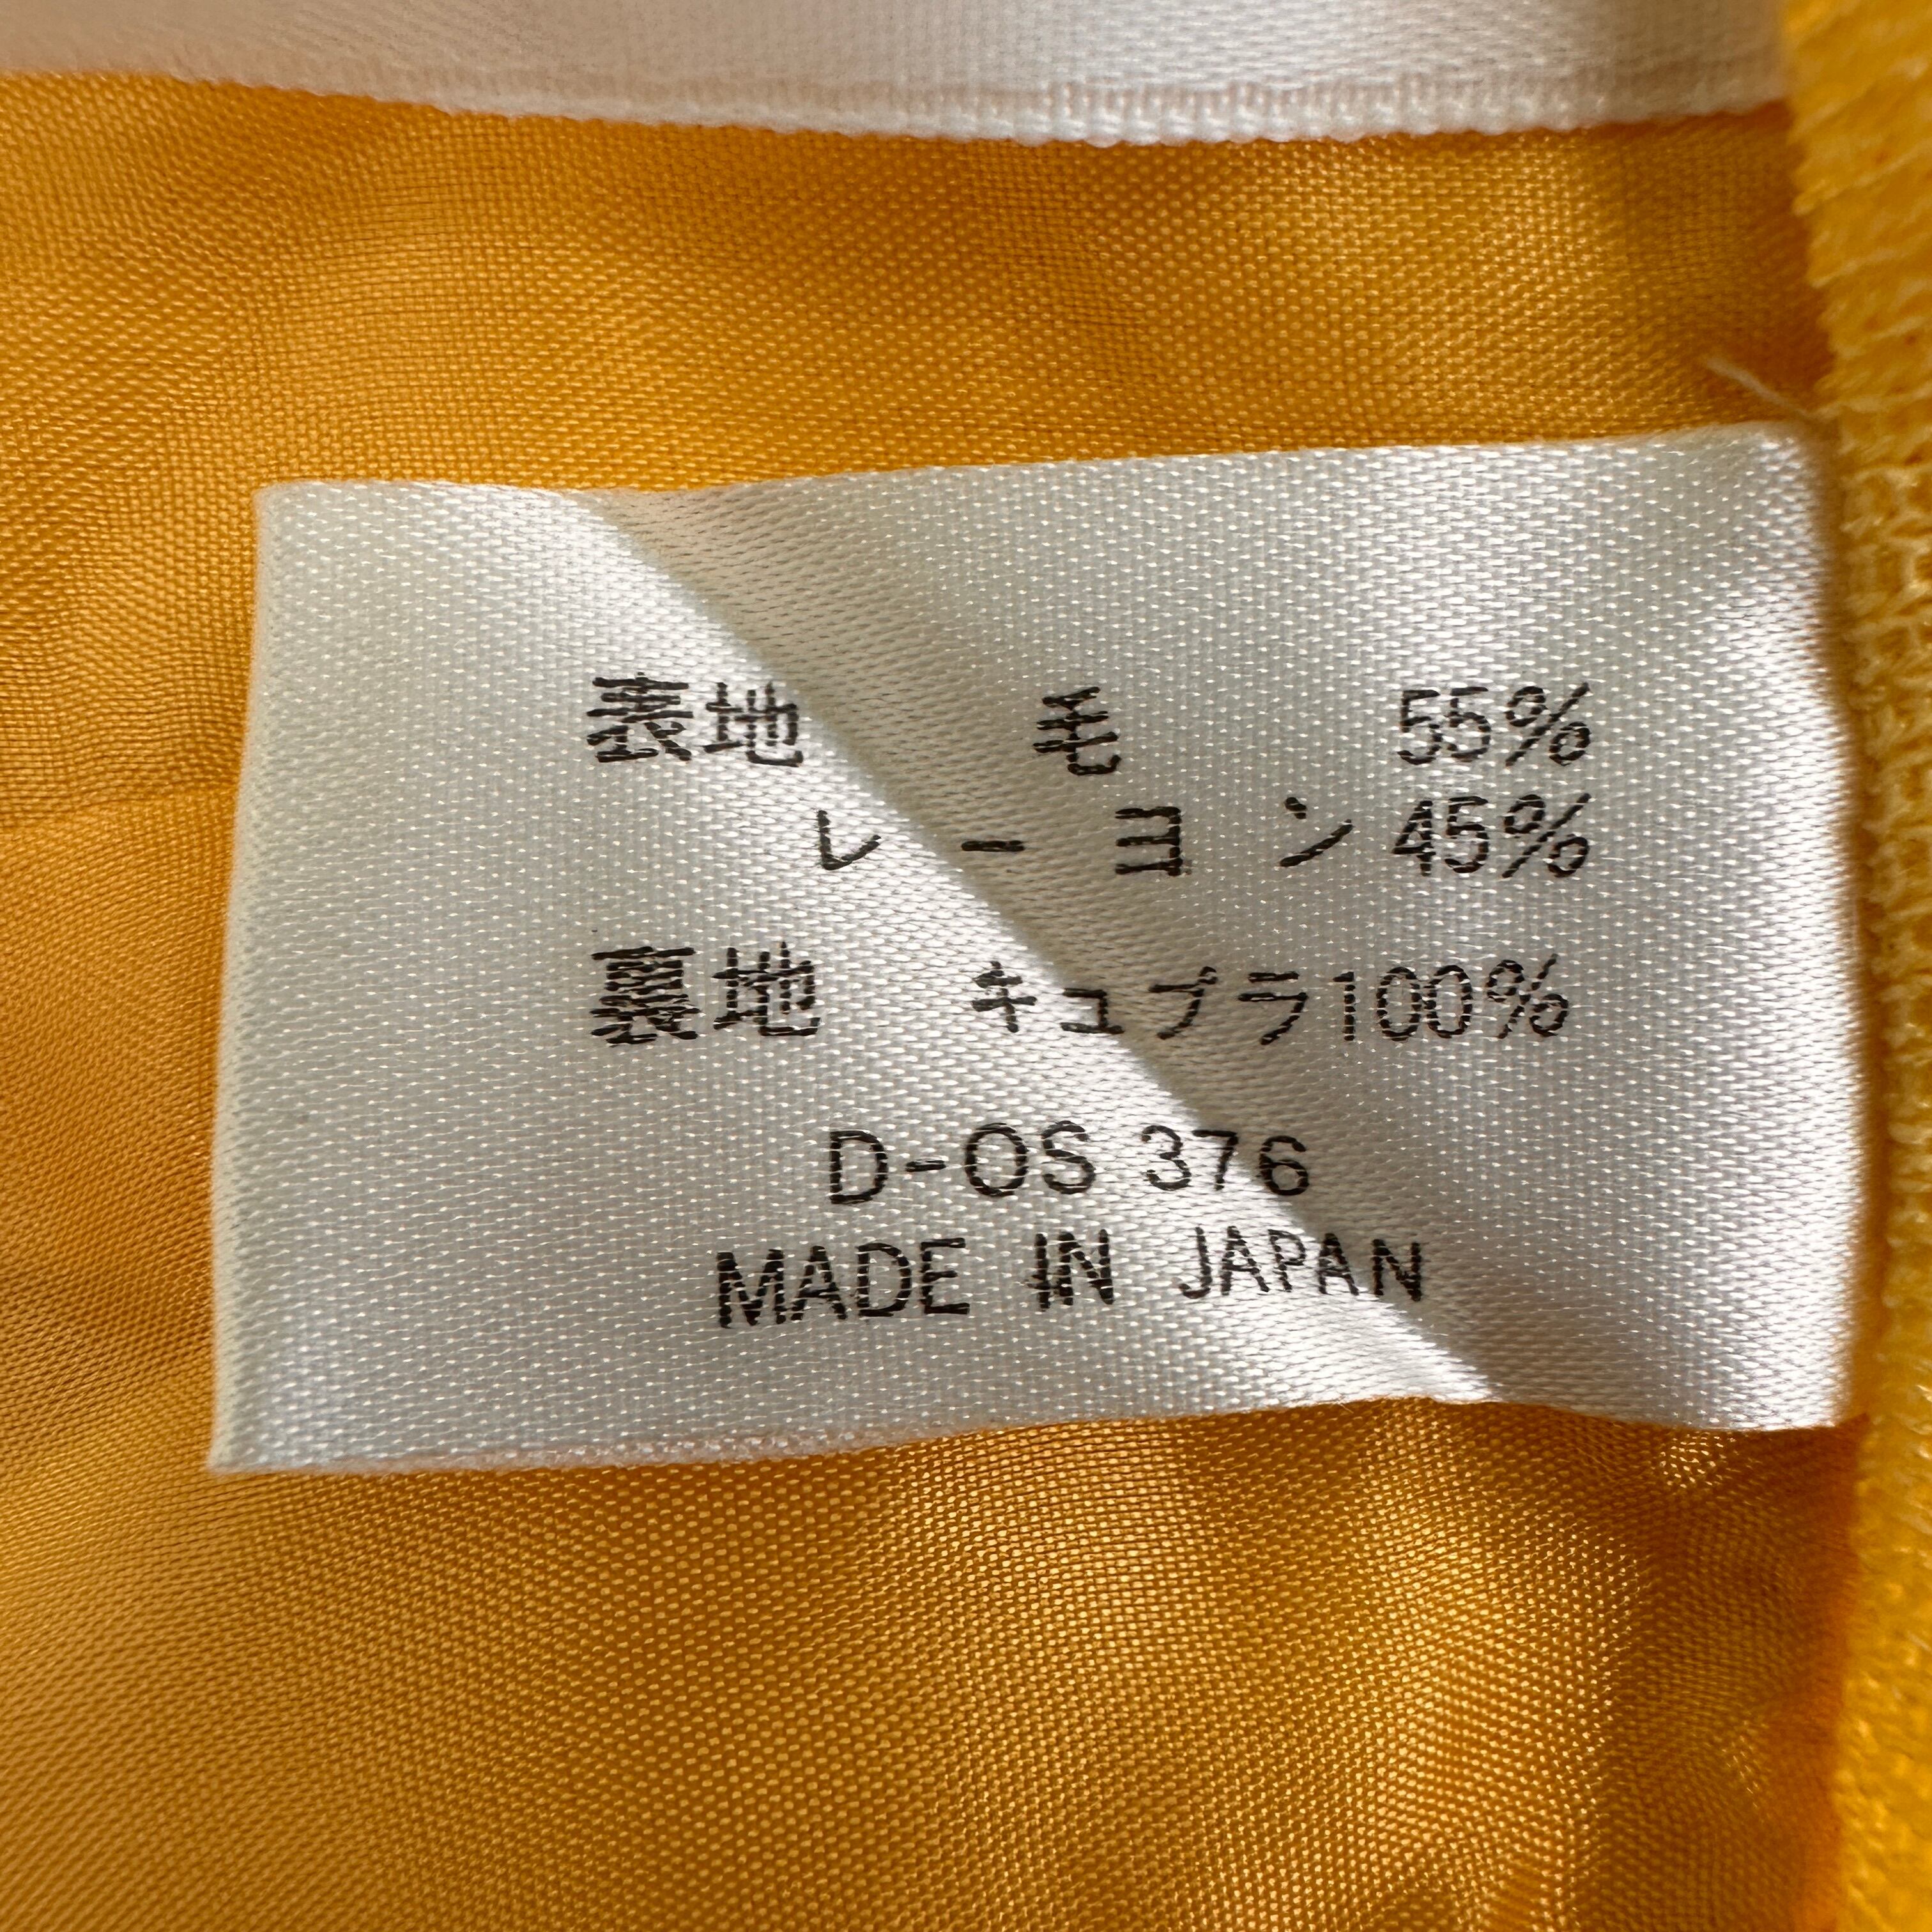 表地 毛 55%
レーヨン 45%
裏地 キュプラ100%
D-OS 376
MADE IN JAPAN